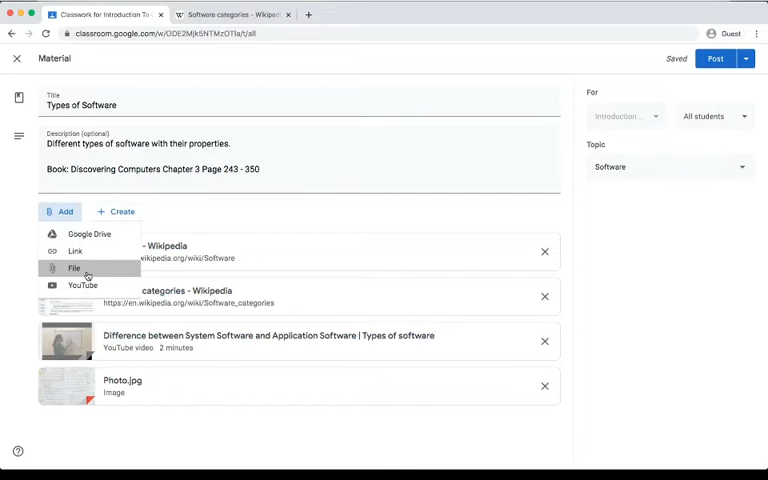 Classwork for Introduction To C
Software categories - Wikipedi
classroom.google.com/w/ODE2Mjk5NTMzOTIa/t/all
Guest
Material
Saved
Post
Title
Types of Software
Description (optional)
Different types of software with their properties.
Book: Discovering Computers Chapter 3 Page 243 - 350
For
Introduction ...
All students
Topic
Software
Add
Create
Google Drive
Link
File
YouTube
- Wikipedia
org/wiki/Software
categories - Wikipedia
https://en.wikipedia.org/wiki/Software_categories
Difference between System Software and Application Software | Types of software
YouTube video 2 minutes
Photo.jpg
Image